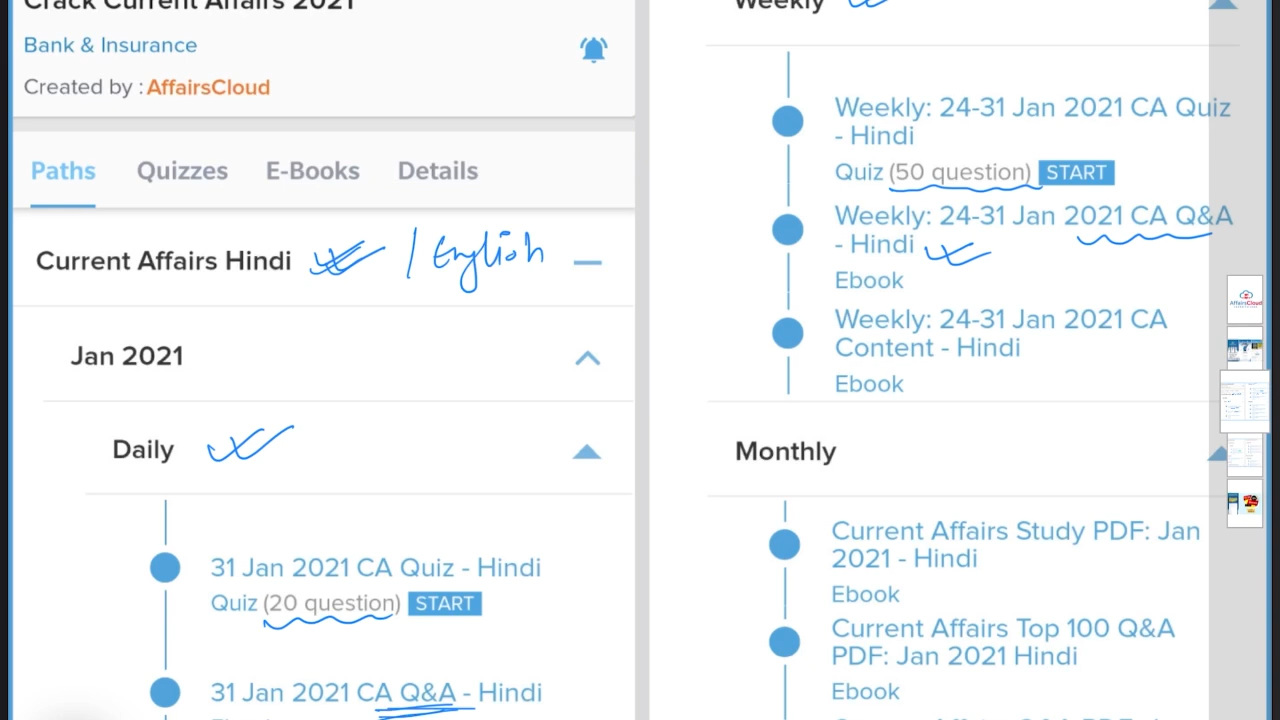 Crack Current Affairs 2021
Bank & Insurance
Created by : AffairsCloud
Paths Quizzes E-Books Details
Current Affairs Hindi / English
Jan 2021
Daily
31 Jan 2021 CA Quiz - Hindi
Quiz (20 question) START
31 Jan 2021 CA Q&A - Hindi
Weekly
Weekly: 24-31 Jan 2021 CA Quiz
- Hindi
Quiz (50 question) START
Weekly: 24-31 Jan 2021 CA Q&A
- Hindi
Ebook
Weekly: 24-31 Jan 2021 CA
Content - Hindi
Ebook
Monthly
Current Affairs Study PDF: Jan
2021 - Hindi
Ebook
Current Affairs Top 100 Q&A
PDF: Jan 2021 Hindi
Ebook
AffairsCloud